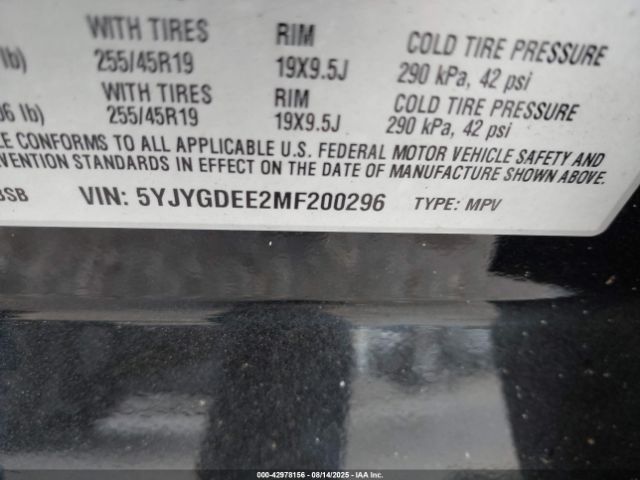 WITH TIRES RIM COLD TIRE PRESSURE
lb) 255/45R19 19X9.5J 290 kPa, 42 psi
WITH TIRES RIM COLD TIRE PRESSURE
96 lb) 255/45R19 19X9.5J 290 kPa, 42 psi
LE CONFORMS TO ALL APPLICABLE U.S. FEDERAL MOTOR VEHICLE SAFETY AND
VENTION STANDARDS IN EFFECT ON THE DATE OF MANUFACTURE SHOWN ABOVE.
BSB VIN: 5YJYGDEE2MF200296 TYPE: MPV
000-42978156 - 08/14/2025 - IAA Inc.